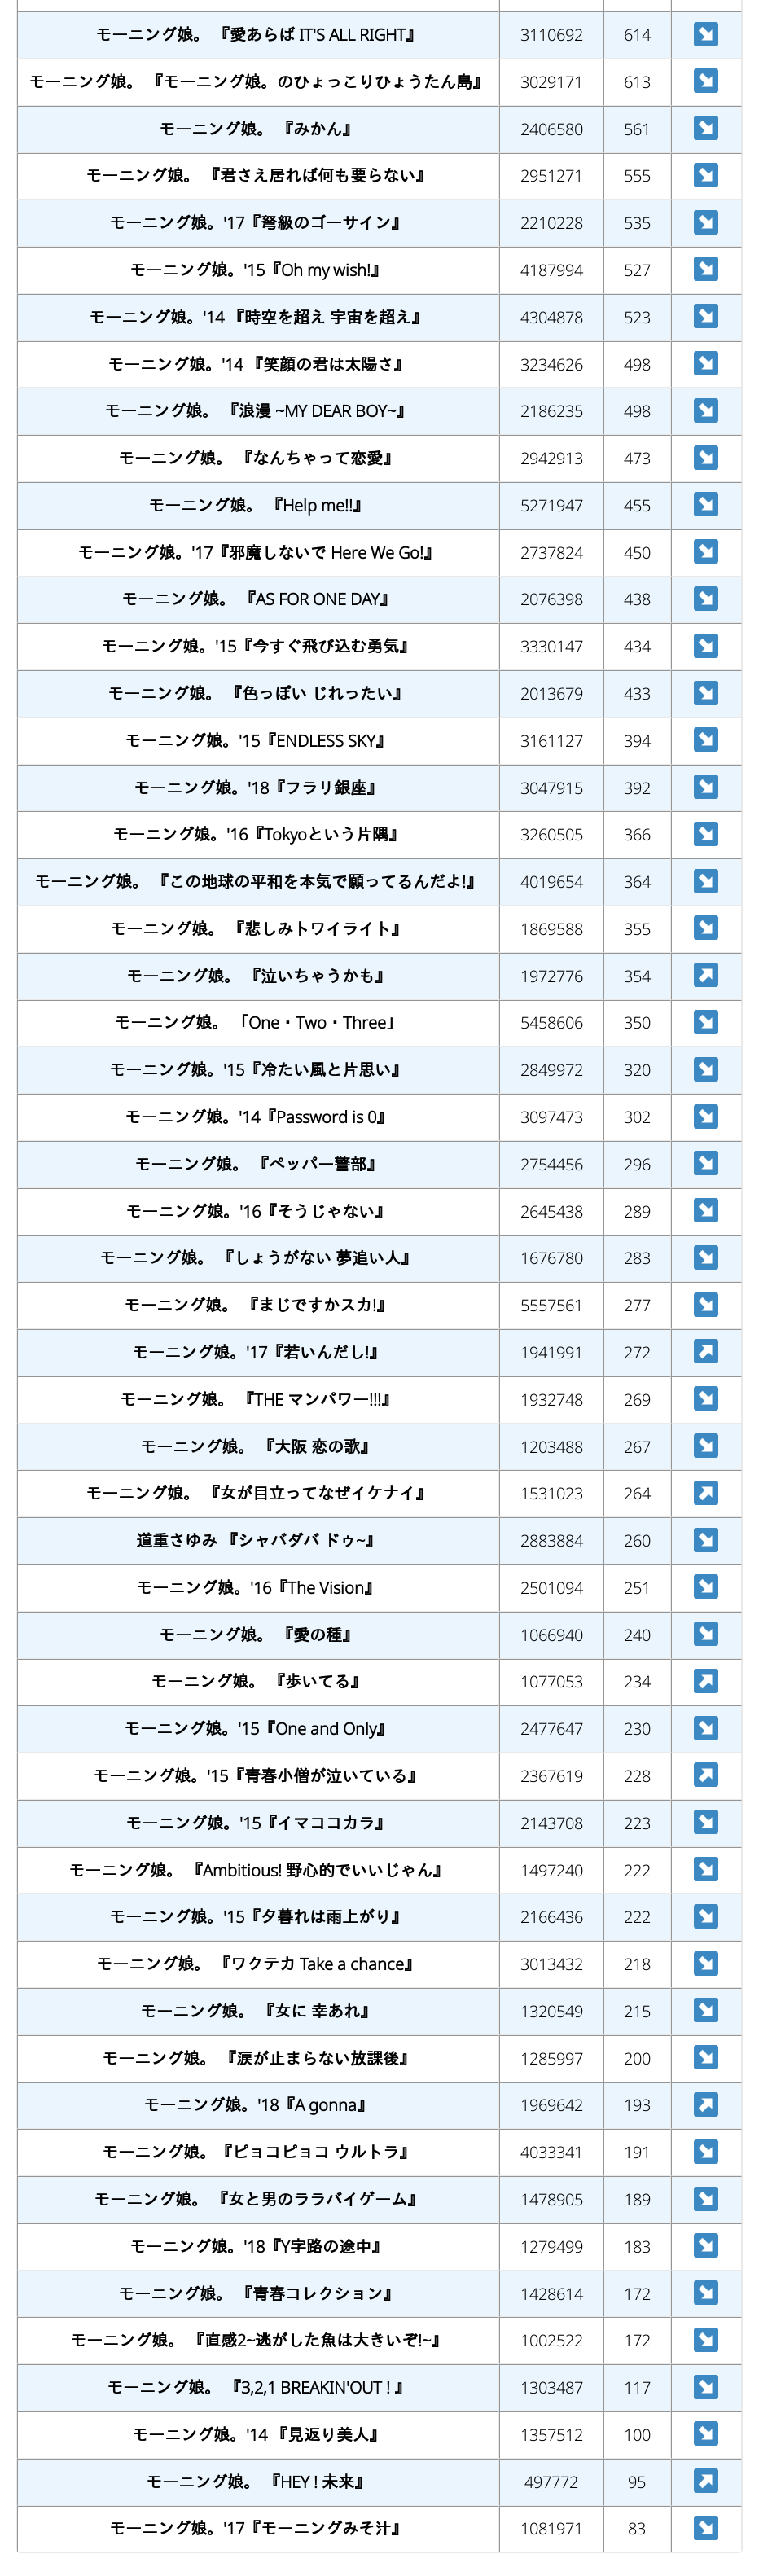 モーニング娘。 『愛あらば IT'S ALL RIGHT』 3110692 614 ↘
モーニング娘。 『モーニング娘。のひょっこりひょうたん島』 3029171 613 ↘
モーニング娘。 『みかん』 2406580 561 ↘
モーニング娘。 『君さえ居れば何も要らない』 2951271 555 ↘
モーニング娘。'17『弩級のゴーサイン』 2210228 535 ↘
モーニング娘。'15『Oh my wish!』 4187994 527 ↘
モーニング娘。'14 『時空を超え 宇宙を超え』 4304878 523 ↘
モーニング娘。'14 『笑顔の君は太陽さ』 3234626 498 ↘
モーニング娘。 『浪漫 ~MY DEAR BOY~』 2186235 498 ↘
モーニング娘。 『なんちゃって恋愛』 2942913 473 ↘
モーニング娘。 『Help me!!』 5271947 455 ↘
モーニング娘。'17『邪魔しないで Here We Go!』 2737824 450 ↘
モーニング娘。 『AS FOR ONE DAY』 2076398 438 ↘
モーニング娘。'15『今すぐ飛び込む勇気』 3330147 434 ↘
モーニング娘。 『色っぽい じれったい』 2013679 433 ↘
モーニング娘。'15『ENDLESS SKY』 3161127 394 ↘
モーニング娘。'18『フラリ銀座』 3047915 392 ↘
モーニング娘。'16『Tokyoという片隅』 3260505 366 ↘
モーニング娘。 『この地球の平和を本気で願ってるんだよ!』 4019654 364 ↘
モーニング娘。 『悲しみトワイライト』 1869588 355 ↘
モーニング娘。 『泣いちゃうかも』 1972776 354 ↗
モーニング娘。 「One・Two・Three」 5458606 350 ↘
モーニング娘。'15『冷たい風と片思い』 2849972 320 ↘
モーニング娘。'14『Password is 0』 3097473 302 ↘
モーニング娘。 『ペッパー警部』 2754456 296 ↘
モーニング娘。'16『そうじゃない』 2645438 289 ↘
モーニング娘。 『しょうがない 夢追い人』 1676780 283 ↘
モーニング娘。 『まじですかスカ!』 5557561 277 ↘
モーニング娘。'17『若いんだし!』 1941991 272 ↗
モーニング娘。 『THE マンパワー!!!』 1932748 269 ↘
モーニング娘。 『大阪 恋の歌』 1203488 267 ↘
モーニング娘。 『女が目立ってなぜイケナイ』 1531023 264 ↗
道重さゆみ 『シャバダバ ドゥ~』 2883884 260 ↘
モーニング娘。'16『The Vision』 2501094 251 ↘
モーニング娘。 『愛の種』 1066940 240 ↘
モーニング娘。 『歩いてる』 1077053 234 ↗
モーニング娘。'15『One and Only』 2477647 230 ↘
モーニング娘。'15『青春小僧が泣いている』 2367619 228 ↗
モーニング娘。'15『イマココカラ』 2143708 223 ↘
モーニング娘。 『Ambitious! 野心的でいいじゃん』 1497240 222 ↘
モーニング娘。'15『夕暮れは雨上がり』 2166436 222 ↘
モーニング娘。 『ワクテカ Take a chance』 3013432 218 ↘
モーニング娘。 『女に 幸あれ』 1320549 215 ↘
モーニング娘。 『涙が止まらない放課後』 1285997 200 ↘
モーニング娘。'18『A gonna』 1969642 193 ↗
モーニング娘。『ピョコピョコ ウルトラ』 4033341 191 ↘
モーニング娘。 『女と男のララバイゲーム』 1478905 189 ↘
モーニング娘。'18『Y字路の途中』 1279499 183 ↘
モーニング娘。 『青春コレクション』 1428614 172 ↘
モーニング娘。 『直感2~逃がした魚は大きいぞ!~』 1002522 172 ↘
モーニング娘。 『3,2,1 BREAKIN'OUT ! 』 1303487 117 ↘
モーニング娘。'14 『見返り美人』 1357512 100 ↘
モーニング娘。 『HEY ! 未来』 497772 95 ↗
モーニング娘。'17『モーニングみそ汁』 1081971 83 ↘